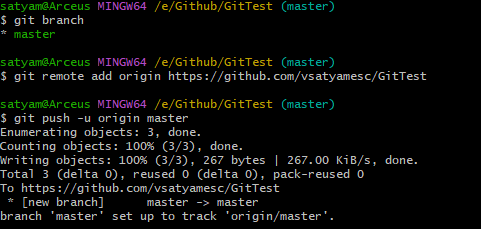 satyam@Arceus MINGW64 /e/Github/GitTest (master)
$ git branch
* master
satyam@Arceus MINGW64 /e/Github/GitTest (master)
$ git remote add origin https://github.com/vsatyamesc/GitTest
satyam@Arceus MINGW64 /e/Github/GitTest (master)
$ git push -u origin master
Enumerating objects: 3, done.
Counting objects: 100% (3/3), done.
Writing objects: 100% (3/3), 267 bytes | 267.00 KiB/s, done.
Total 3 (delta 0), reused 0 (delta 0), pack-reused 0
To https://github.com/vsatyamesc/GitTest
 * [new branch]      master -> master
branch 'master' set up to track 'origin/master'.